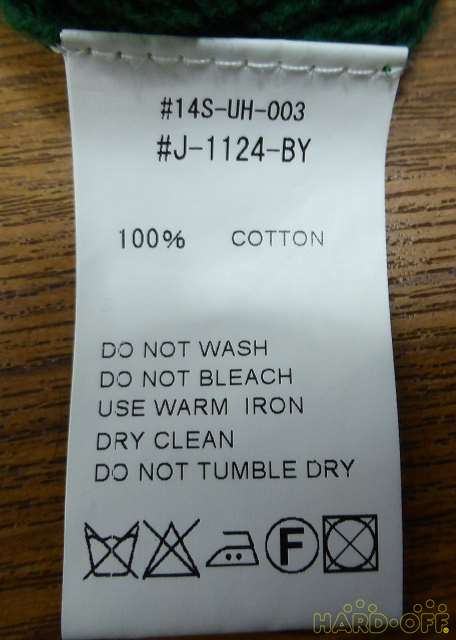 #14S-UH-003
#J-1124-BY
100% COTTON
DO NOT WASH
DO NOT BLEACH
USE WARM IRON
DRY CLEAN
DO NOT TUMBLE DRY
F
HARD-OFF